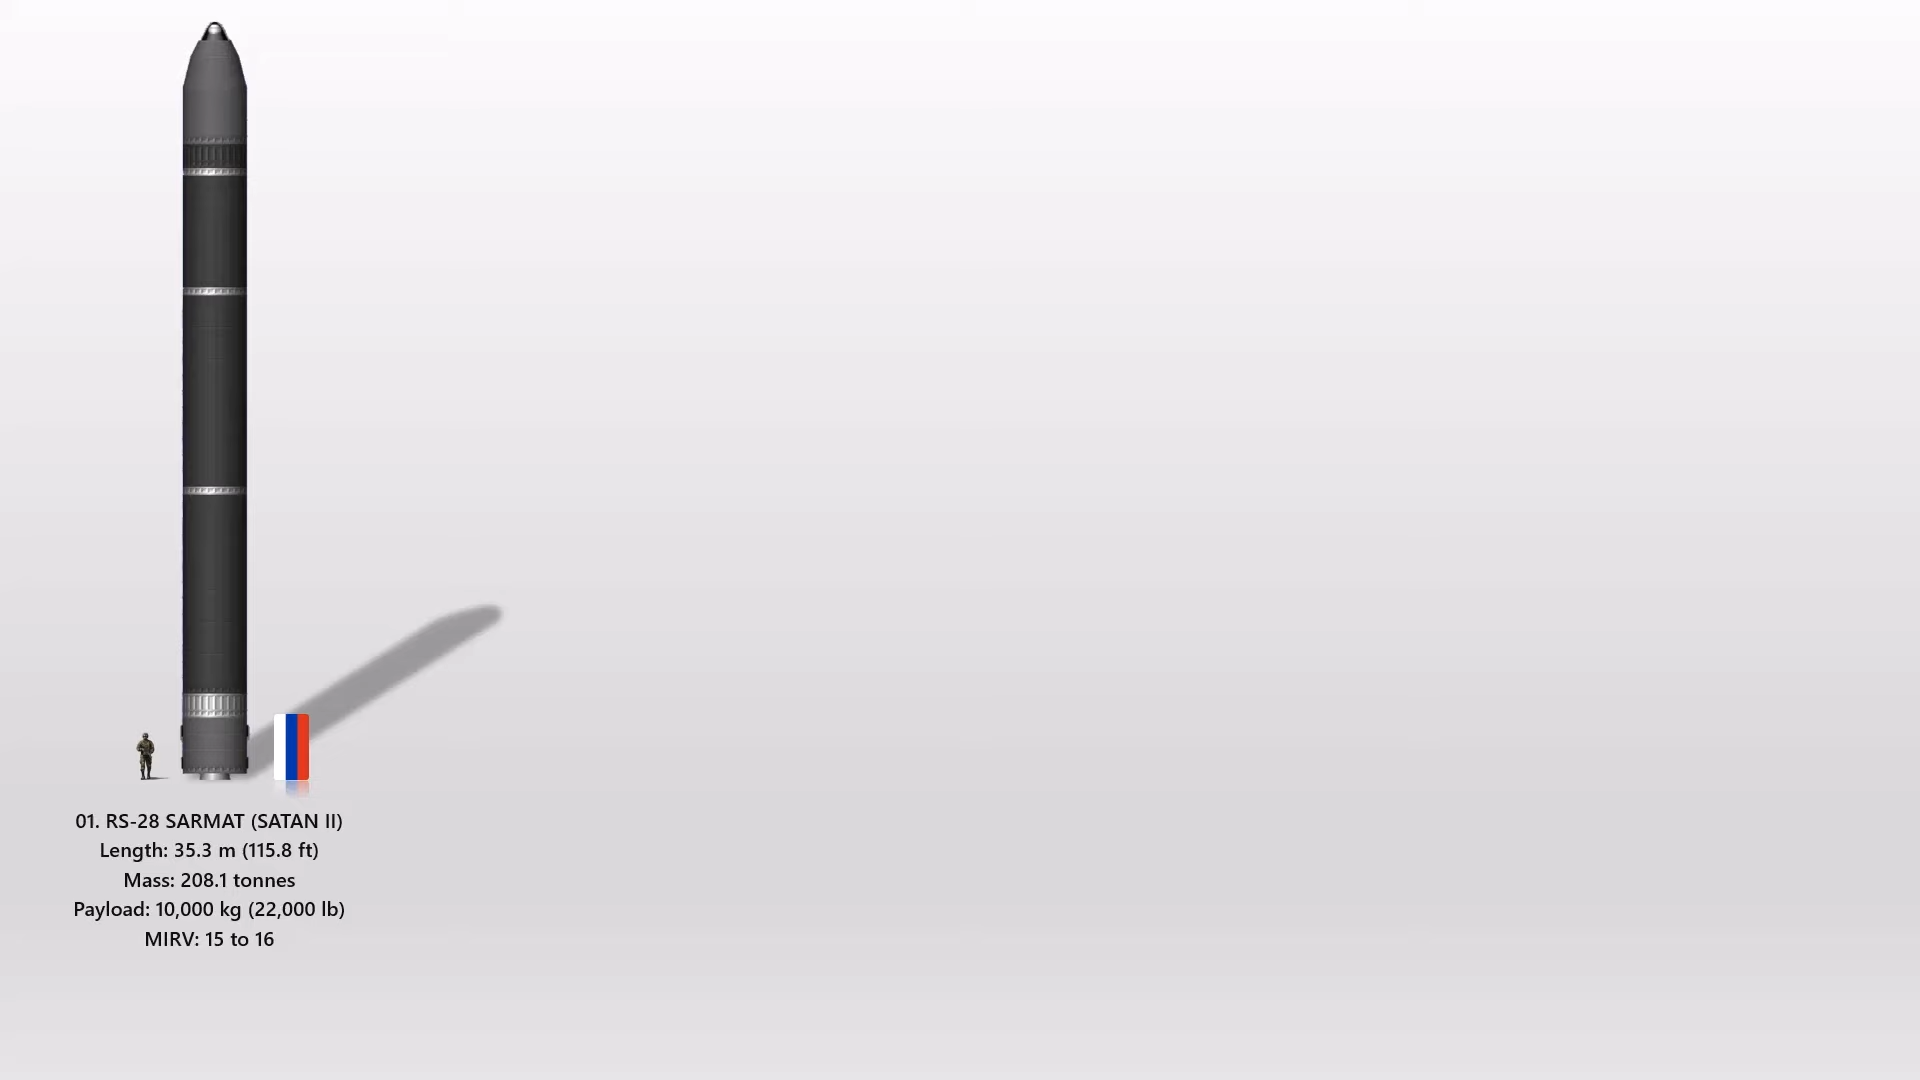 01. RS-28 SARMAT (SATAN II)
Length: 35.3 m (115.8 ft)
Mass: 208.1 tonnes
Payload: 10,000 kg (22,000 lb)
MIRV: 15 to 16